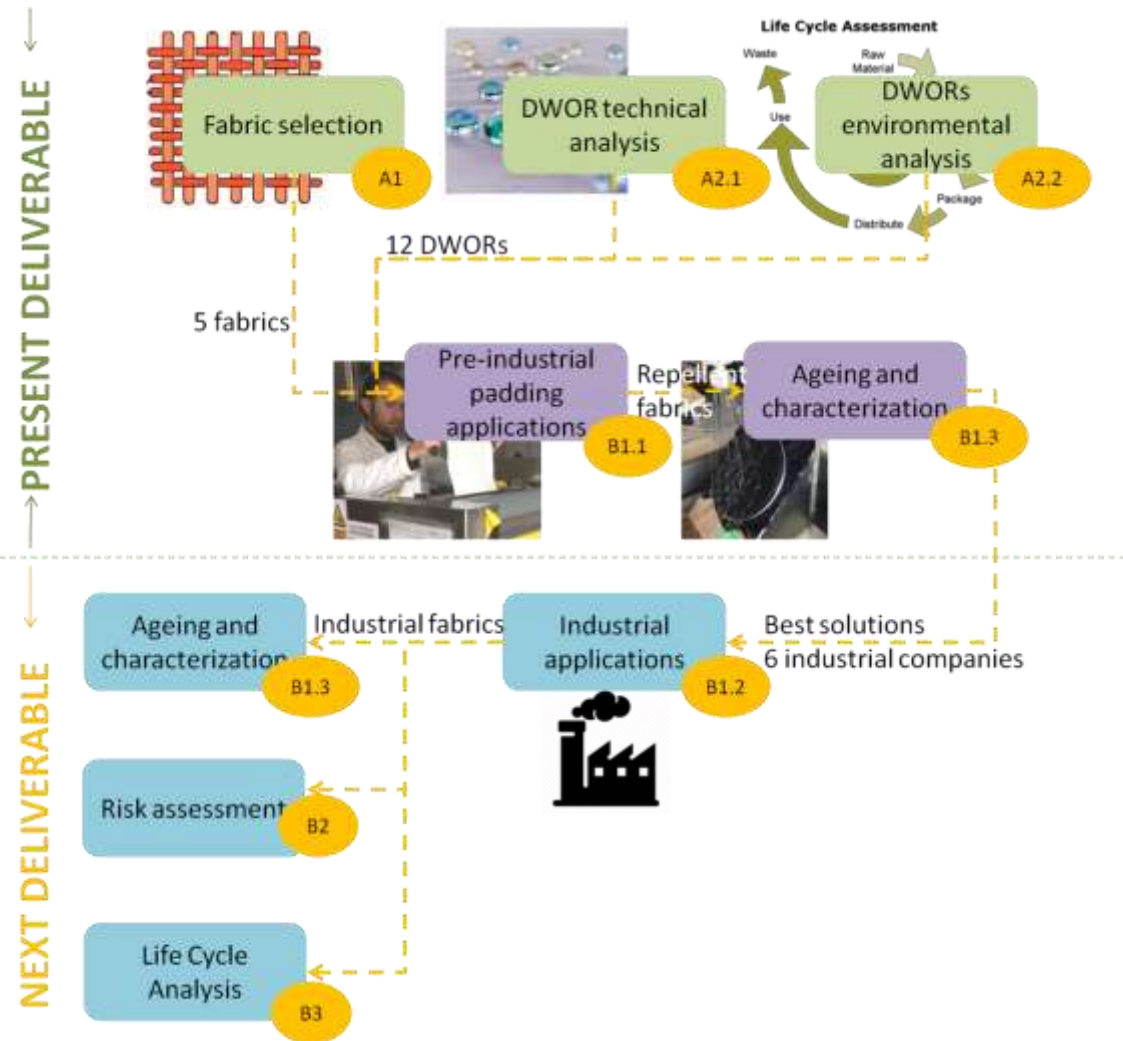 PRESENT DELIVERABLE
Life Cycle Assessment
Waste
Raw
Material
Use
Package
Distribute
Fabric selection
A1
DWOR technical
analysis
A2.1
DWORs
environmental
analysis
A2.2
12 DWORs
5 fabrics
Pre-industrial
padding
applications
B1.1
Repellent
fabrics
Ageing and
characterization
B1.3
NEXT DELIVERABLE
Ageing and
characterization
B1.3
Industrial fabrics
Industrial
applications
B1.2
Best solutions
6 industrial companies
Risk assessment
B2
Life Cycle
Analysis
B3